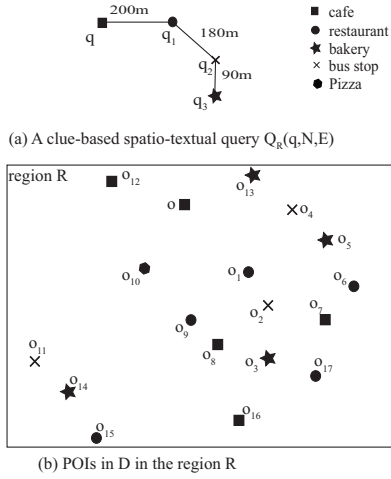 200m
q
q1
180m
q2
90m
q3
cafe
restaurant
bakery
bus stop
Pizza
(a) A clue-based spatio-textual query QR(q,N,E)
region R
o12
o13
o
o4
o5
o10
o1
o6
o9
o2
o7
o11
o8
o3
o14
o17
o16
o15
(b) POIs in D in the region R